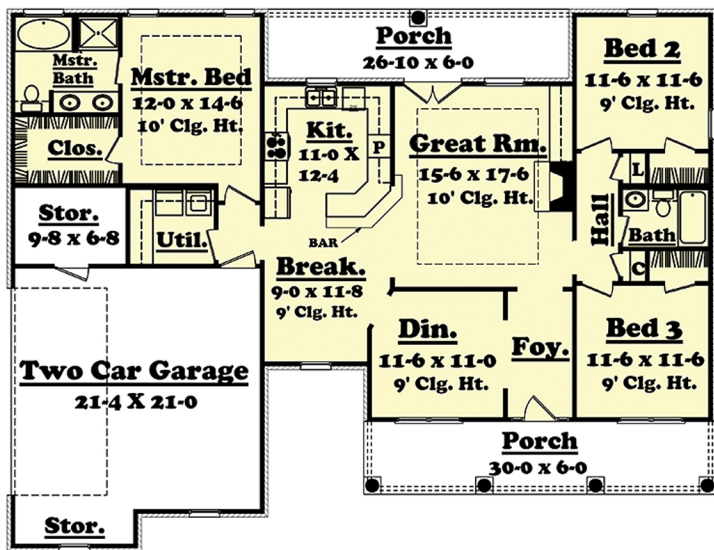 Porch
26-10 x 6-0
Bed 2
11-6 x 11-6
9' Clg. Ht.
Mstr.
Bath
Mstr. Bed
12-0 x 14-6
10' Clg. Ht.
Clos.
Kit.
11-0 X
12-4
P
Great Rm.
15-6 x 17-6
10' Clg. Ht.
L
Hall
Bath
C
Stor.
9-8 x 6-8
Util.
BAR
Break.
9-0 x 11-8
9' Clg. Ht.
Din.
11-6 x 11-0
9' Clg. Ht.
Foy.
Bed 3
11-6 x 11-6
9' Clg. Ht.
Two Car Garage
21-4 X 21-0
Porch
30-0 x 6-0
Stor.